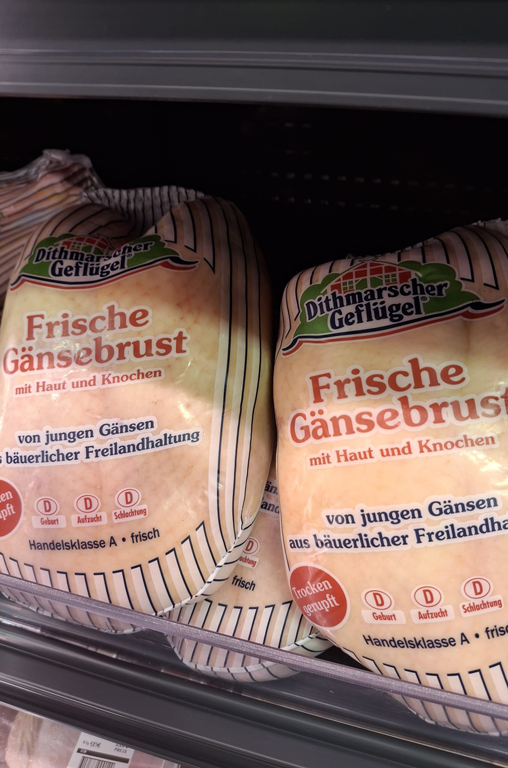 Dithmarscher
Geflügel
Frische
Gänsebrust
mit Haut und Knochen
von jungen Gänsen
bäuerlicher Freilandhaltung
D D D
Geburt Aufzucht Schlachtung
Handelsklasse A • frisch
D
frisch
Dithmarscher
Geflügel
Frische
Gänsebrust
mit Haut und Knochen
von jungen Gänsen
aus bäuerlicher Freilandha
Trocken
gerupft
D D D
Geburt Aufzucht Schlachtung
Handelsklasse A • fris